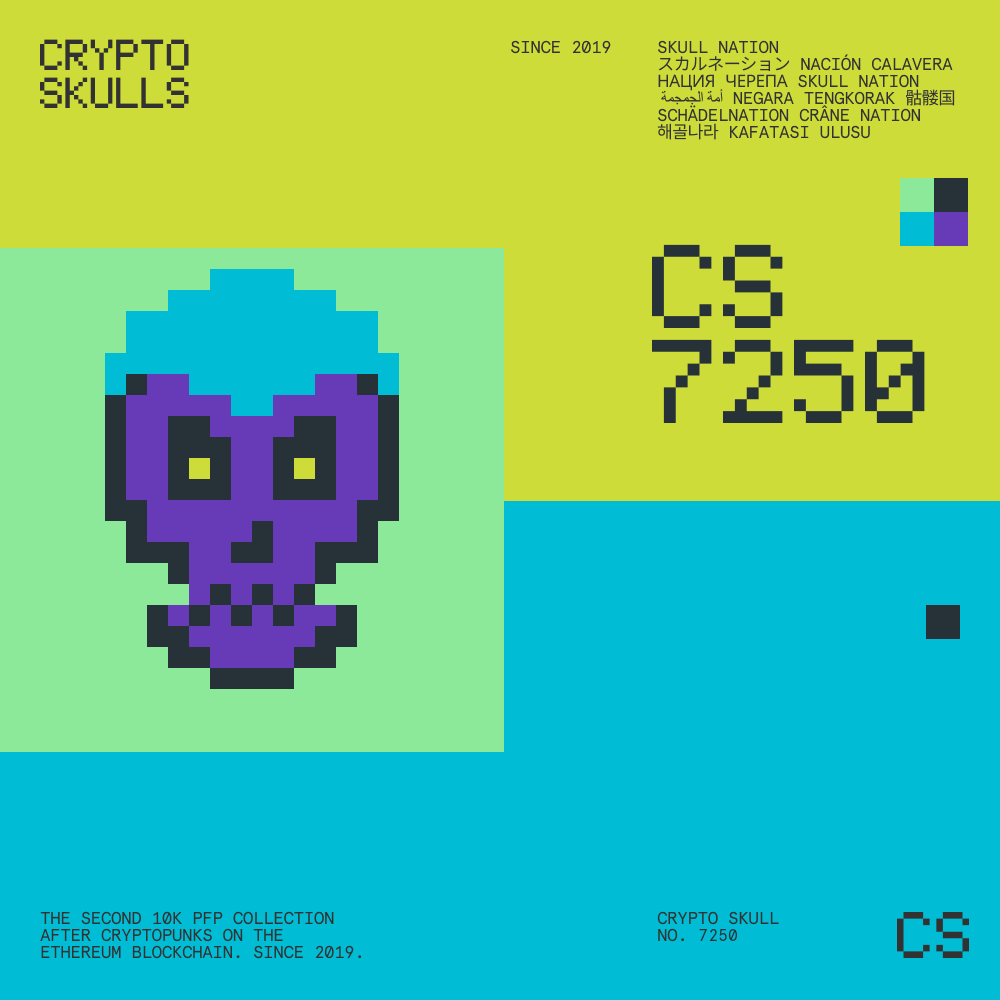 CRYPTO
SKULLS
SINCE 2019
SKULL NATION
スカルネーション NACIÓN CALAVERA
НАЦИЯ ЧЕРЕПА SKULL NATION
أمة الجمجمة NEGARA TENGKORAK 骷髅国
SCHÄDELNATION CRÂNE NATION
해골나라 KAFATASI ULUSU
CS
7250
THE SECOND 10K PFP COLLECTION
AFTER CRYPTOPUNKS ON THE
ETHEREUM BLOCKCHAIN. SINCE 2019.
CRYPTO SKULL
NO. 7250
CS